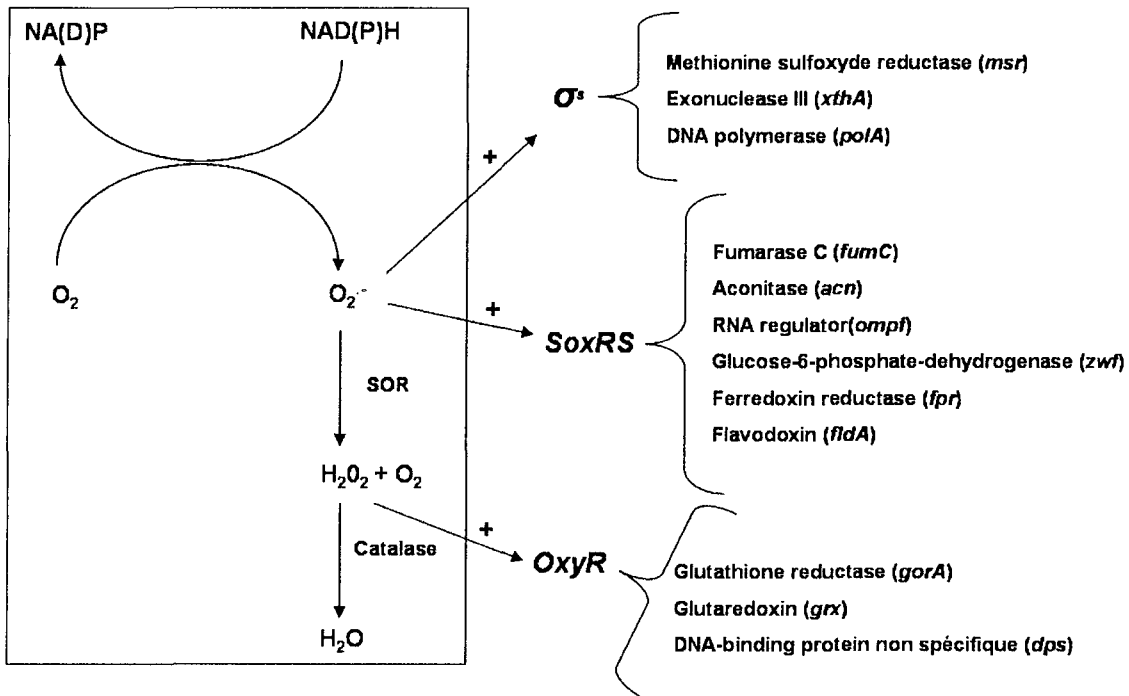 NA(D)P
NAD(P)H
O2
O2·-
SOR
H202 + O2
Catalase
H2O
+
σs
Methionine sulfoxyde reductase (msr)
Exonuclease III (xthA)
DNA polymerase (polA)
+
SoxRS
Fumarase C (fumC)
Aconitase (acn)
RNA regulator(ompf)
Glucose-6-phosphate-dehydrogenase (zwf)
Ferredoxin reductase (fpr)
Flavodoxin (fldA)
+
OxyR
Glutathione reductase (gorA)
Glutaredoxin (grx)
DNA-binding protein non spécifique (dps)